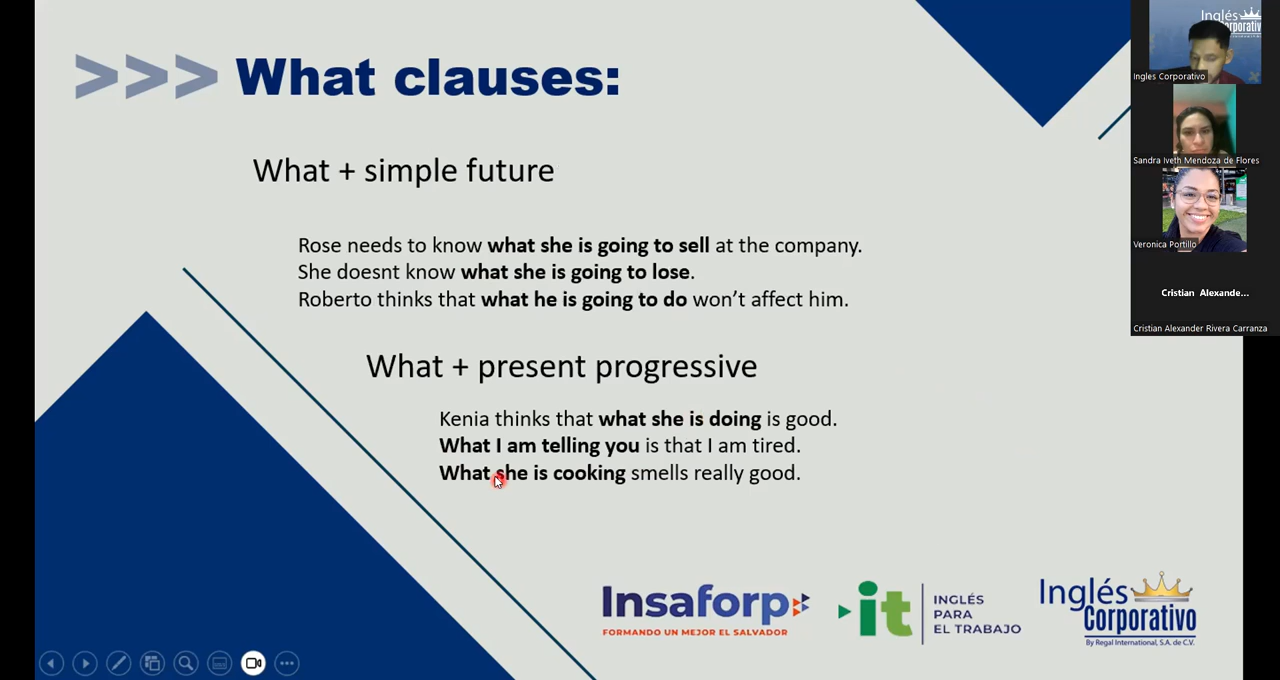 >>> What clauses:
What + simple future
Rose needs to know what she is going to sell at the company.
She doesnt know what she is going to lose.
Roberto thinks that what he is going to do won’t affect him.
What + present progressive
Kenia thinks that what she is doing is good.
What I am telling you is that I am tired.
What she is cooking smells really good.
Insaforp
FORMANDO UN MEJOR EL SALVADOR
it
INGLÉS
PARA
EL TRABAJO
Inglés
Corporativo
By Regal International, S.A. de C.V.
Inglés
Corporativo
Ingles Corporativo
Sandra Iveth Mendoza de Flores
Veronica Portillo
Cristian Alexande...
Cristian Alexander Rivera Carranza